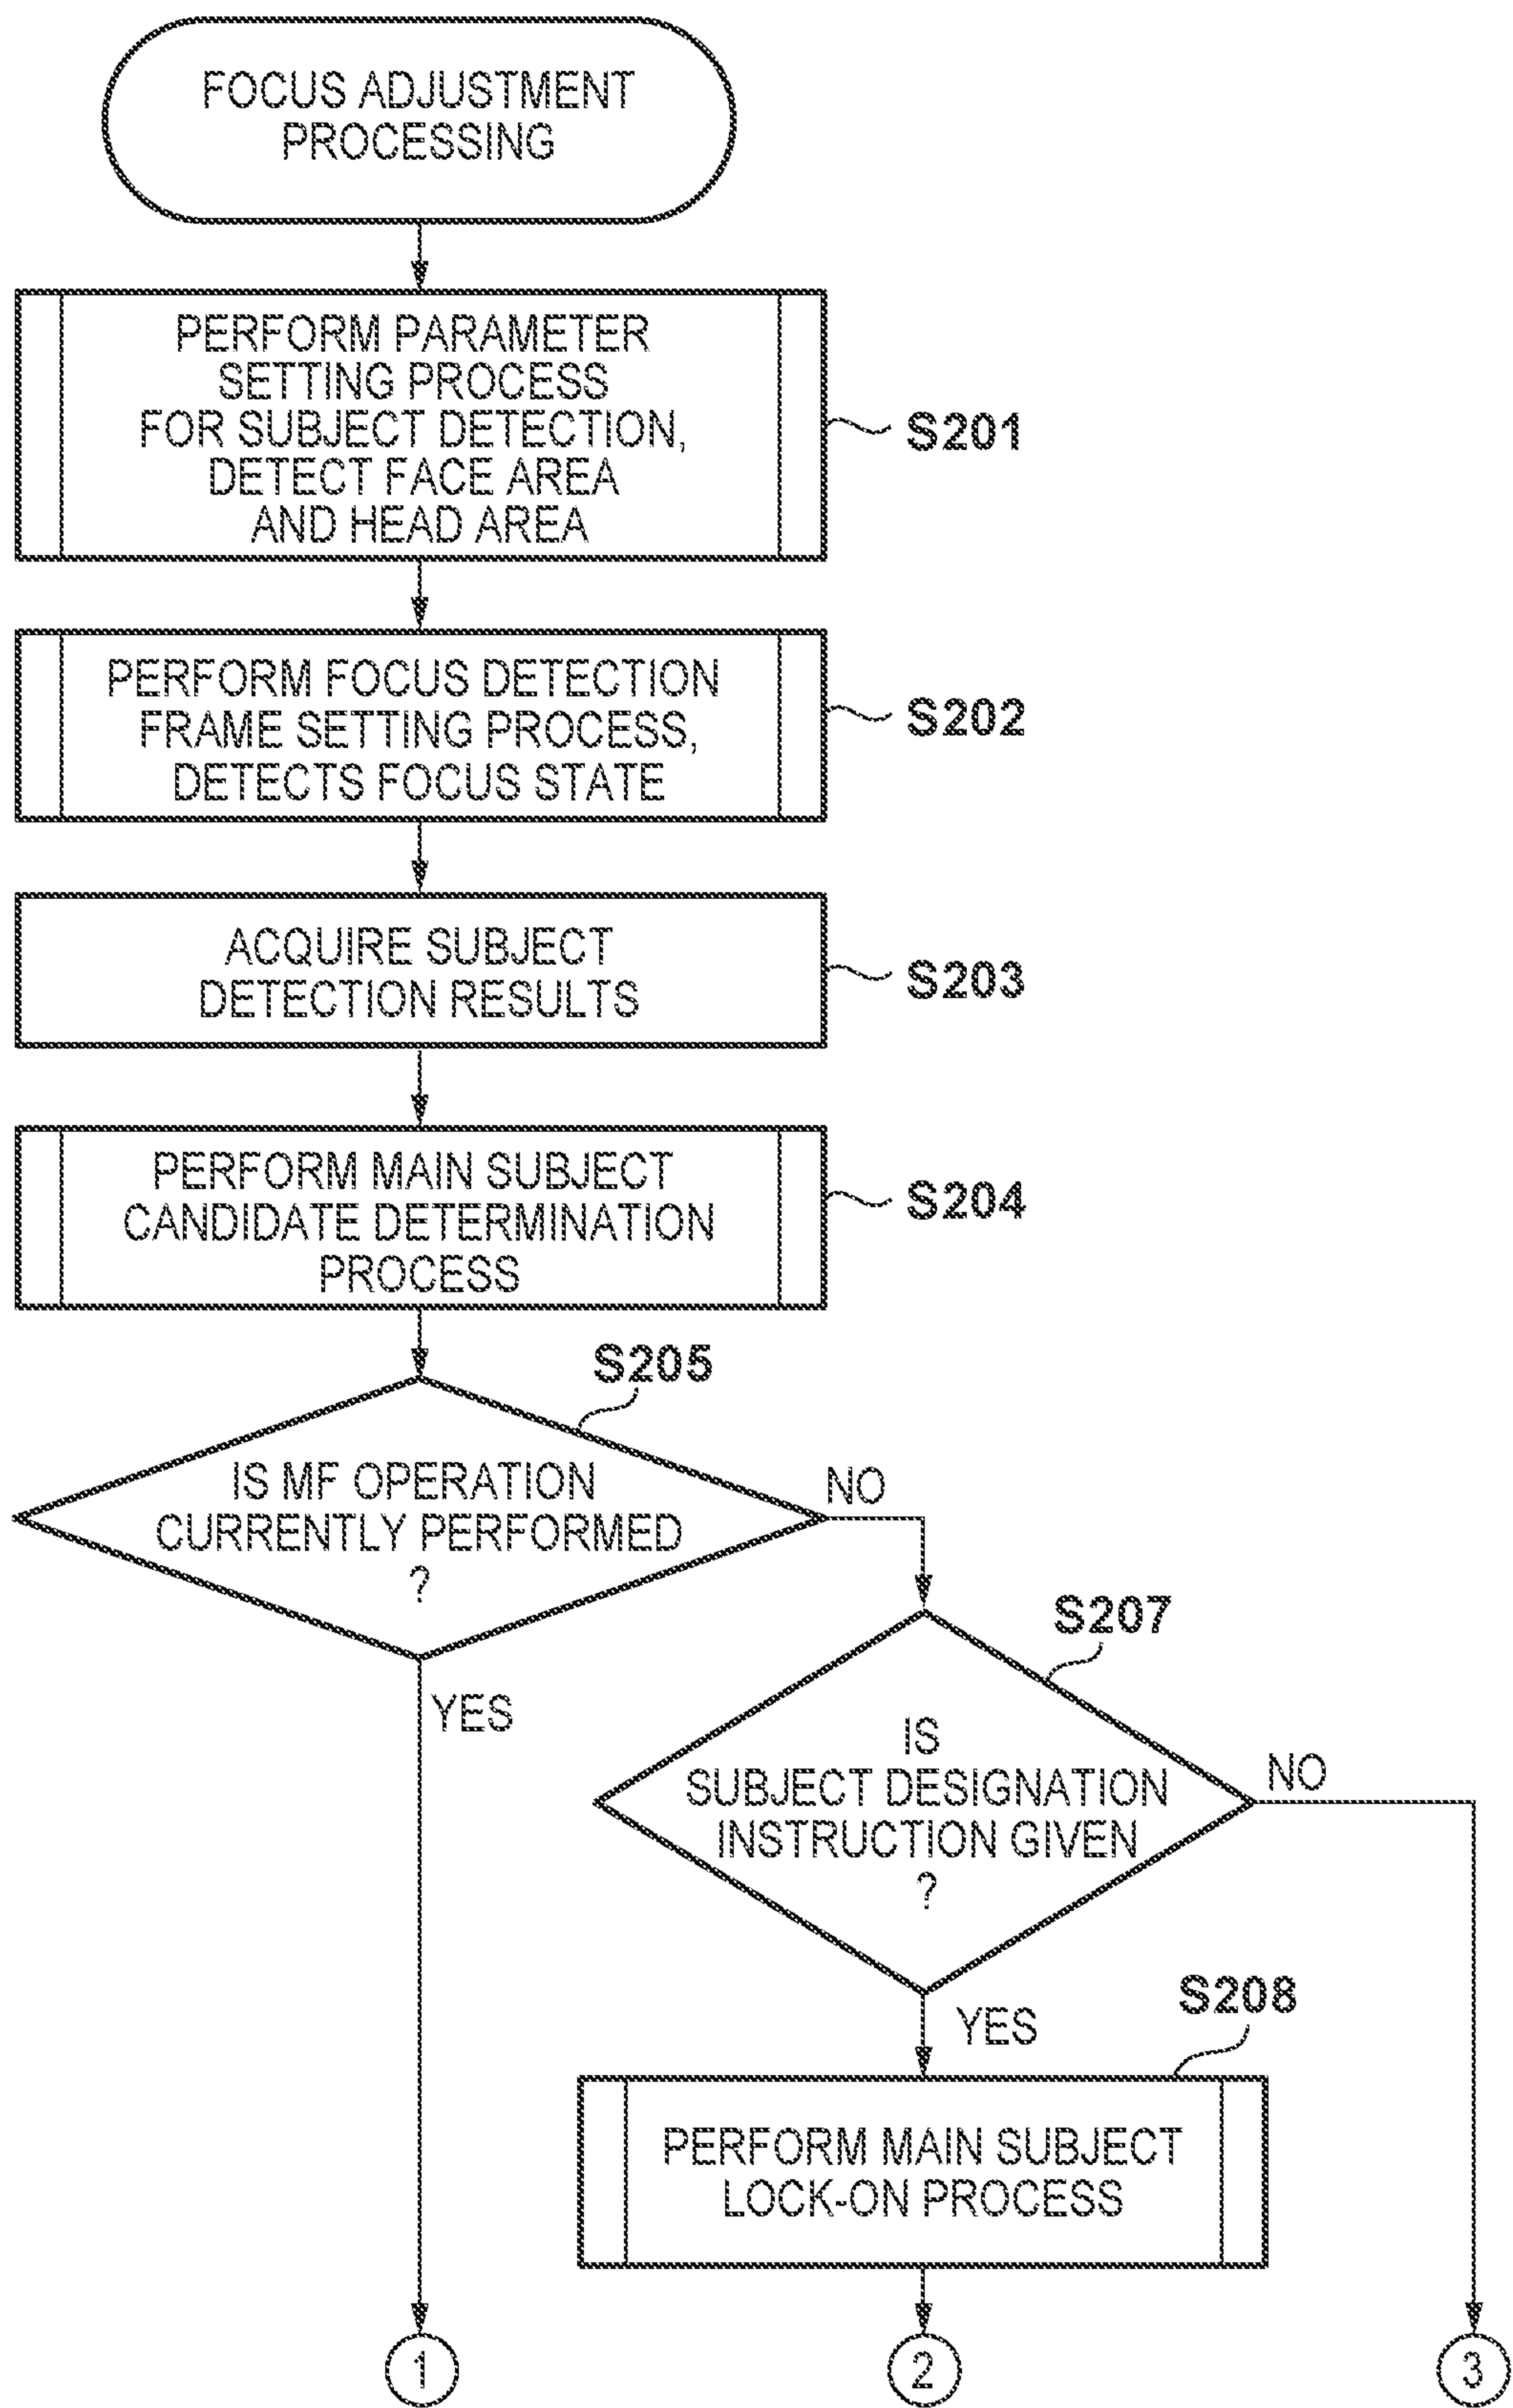 FOCUS ADJUSTMENT
PROCESSING
PERFORM PARAMETER
SETTING PROCESS
FOR SUBJECT DETECTION,
DETECT FACE AREA
AND HEAD AREA
S201
PERFORM FOCUS DETECTION
FRAME SETTING PROCESS,
DETECTS FOCUS STATE
S202
ACQUIRE SUBJECT
DETECTION RESULTS
S203
PERFORM MAIN SUBJECT
CANDIDATE DETERMINATION
PROCESS
S204
S205
IS MF OPERATION
CURRENTLY PERFORMED
?
NO
YES
S207
IS
SUBJECT DESIGNATION
INSTRUCTION GIVEN
?
NO
YES
S208
PERFORM MAIN SUBJECT
LOCK-ON PROCESS
1
2
3